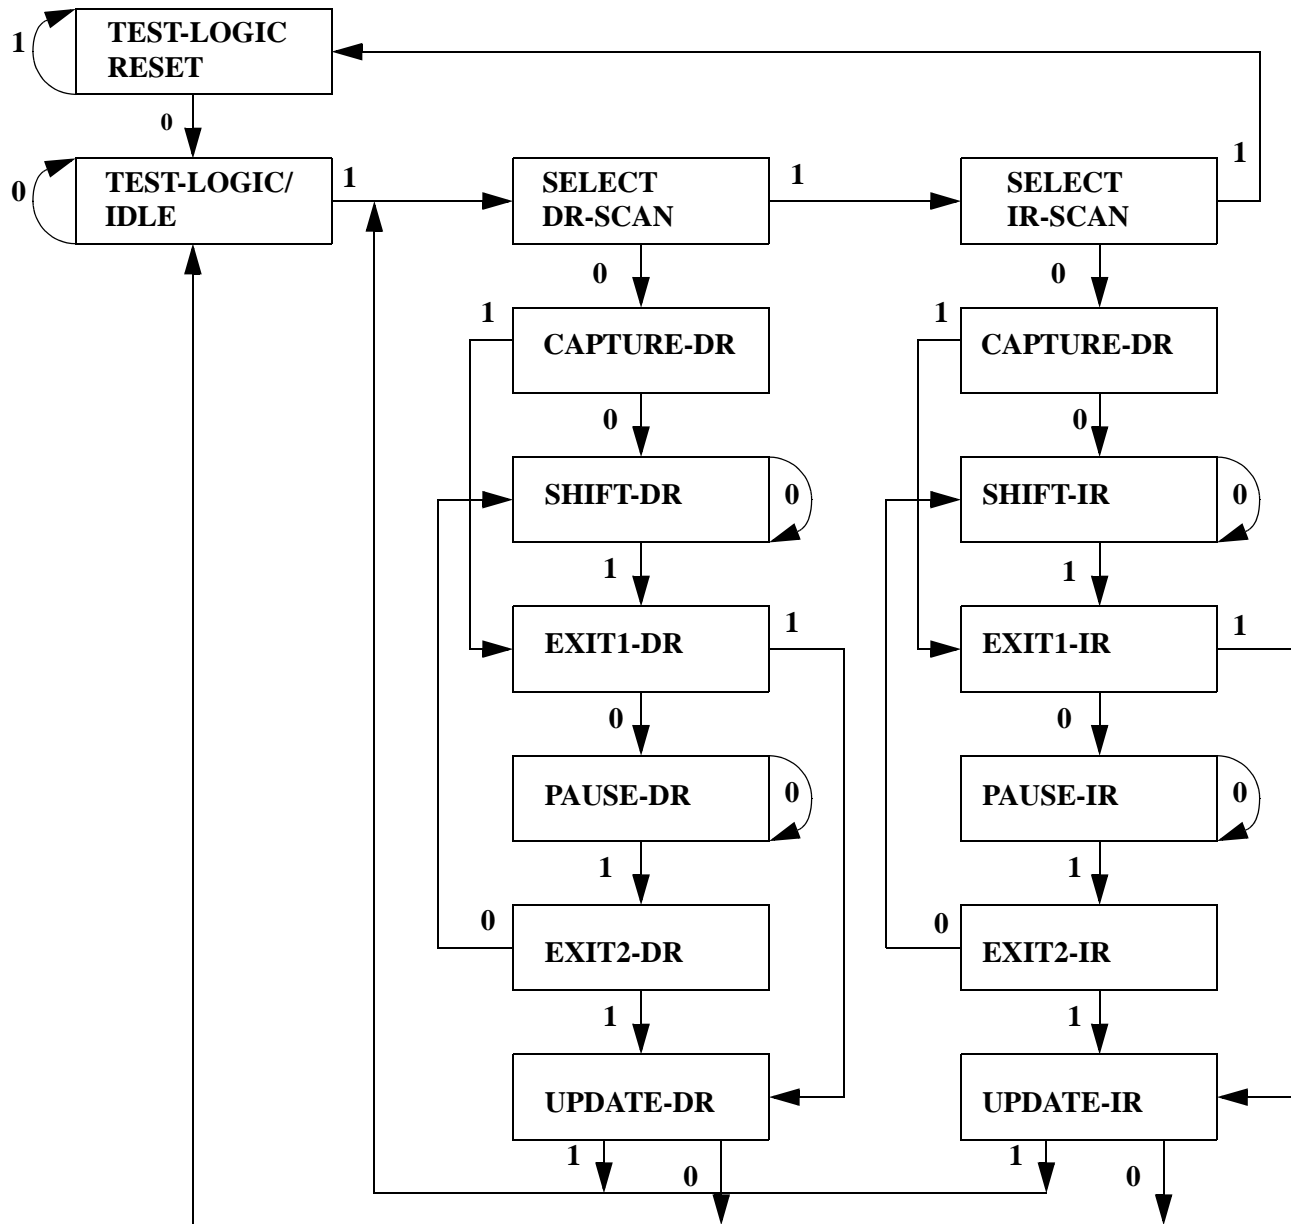 1
TEST-LOGIC
RESET
0
0
TEST-LOGIC/
IDLE
1
SELECT
DR-SCAN
1
SELECT
IR-SCAN
1
0
0
1
CAPTURE-DR
1
CAPTURE-DR
0
0
SHIFT-DR
0
SHIFT-IR
0
1
1
EXIT1-DR
1
EXIT1-IR
1
0
0
PAUSE-DR
0
PAUSE-IR
0
1
1
0
EXIT2-DR
0
EXIT2-IR
1
1
UPDATE-DR
UPDATE-IR
1
0
1
0